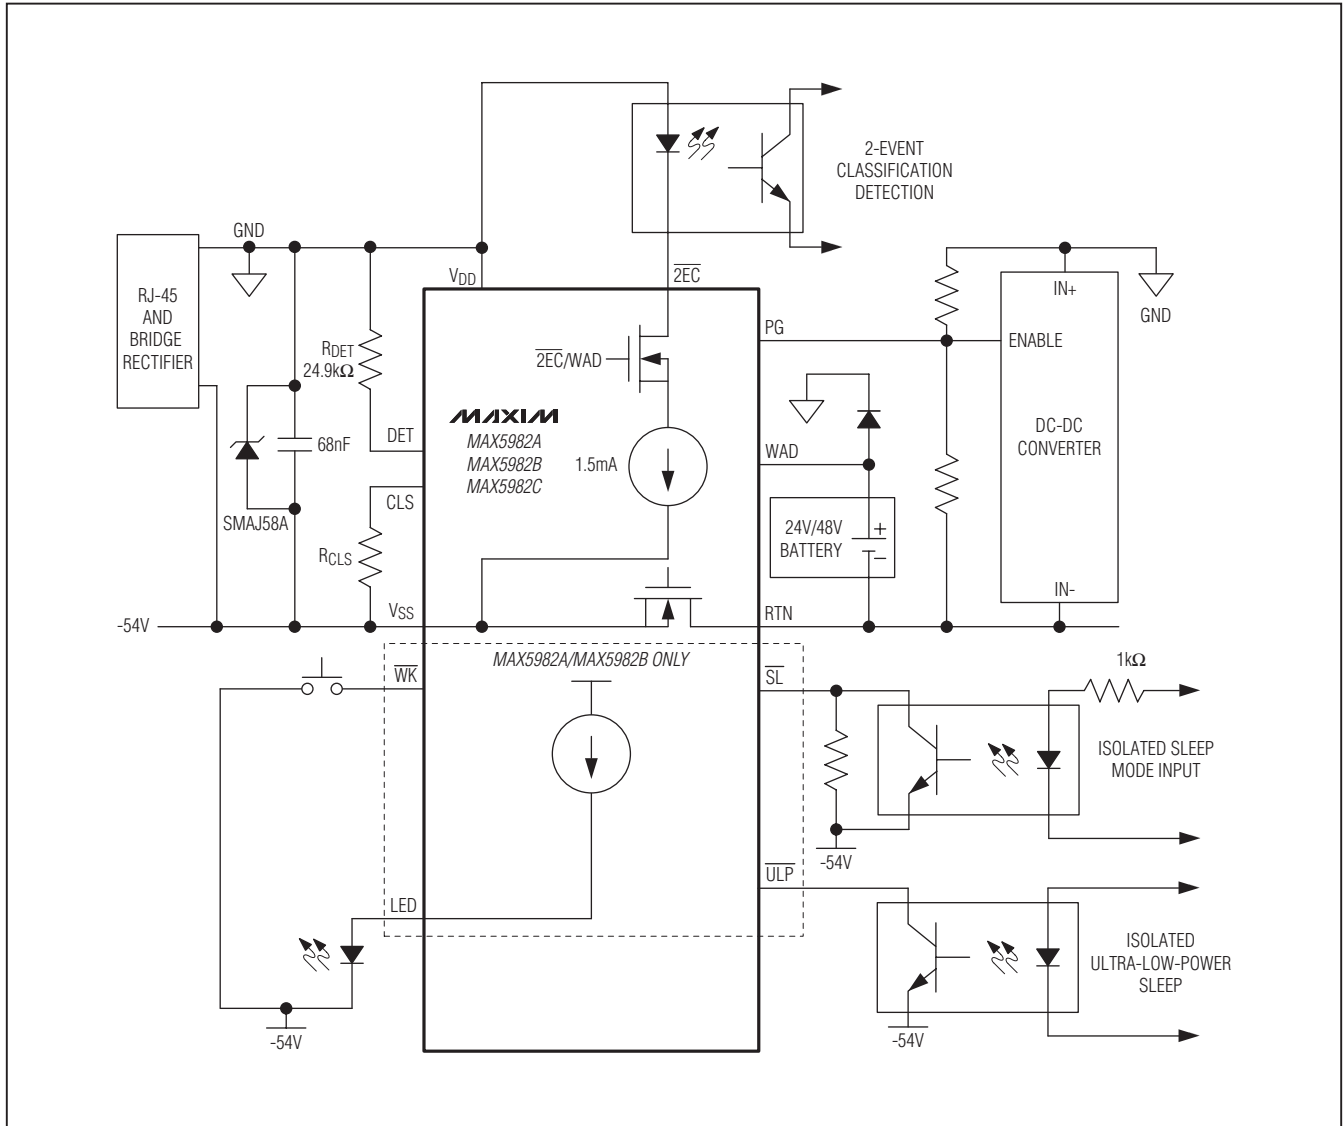 2-EVENT
CLASSIFICATION
DETECTION
GND
RJ-45
AND
BRIDGE
RECTIFIER
VDD
2EC
IN+
GND
PG
ENABLE
RDET
24.9kΩ
2EC/WAD
MAXIM
MAX5982A
MAX5982B
MAX5982C
DET
68nF
SMAJ58A
CLS
RCLS
1.5mA
WAD
24V/48V
BATTERY
+
−
DC-DC
CONVERTER
IN-
-54V
VSS
RTN
MAX5982A/MAX5982B ONLY
WK
SL
1kΩ
ISOLATED SLEEP
MODE INPUT
-54V
ULP
LED
ISOLATED
ULTRA-LOW-POWER
SLEEP
-54V
-54V